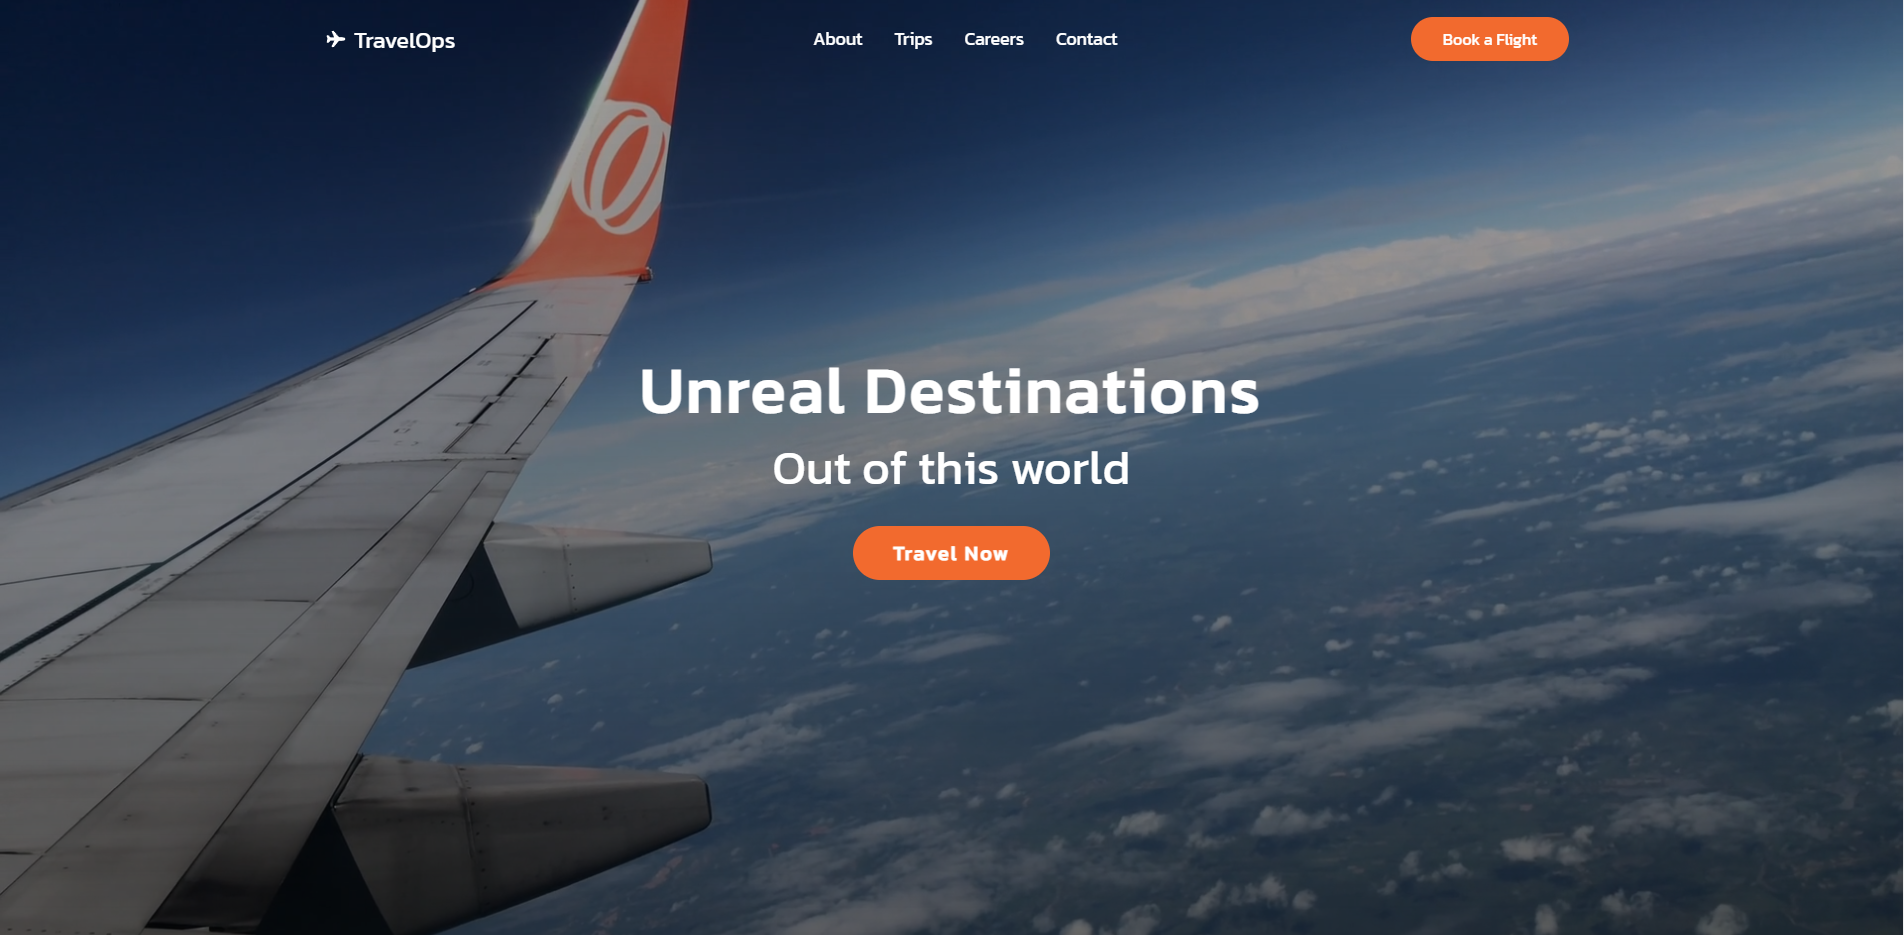 TravelOps
About
Trips
Careers
Contact
Book a Flight
Unreal Destinations
Out of this world
Travel Now